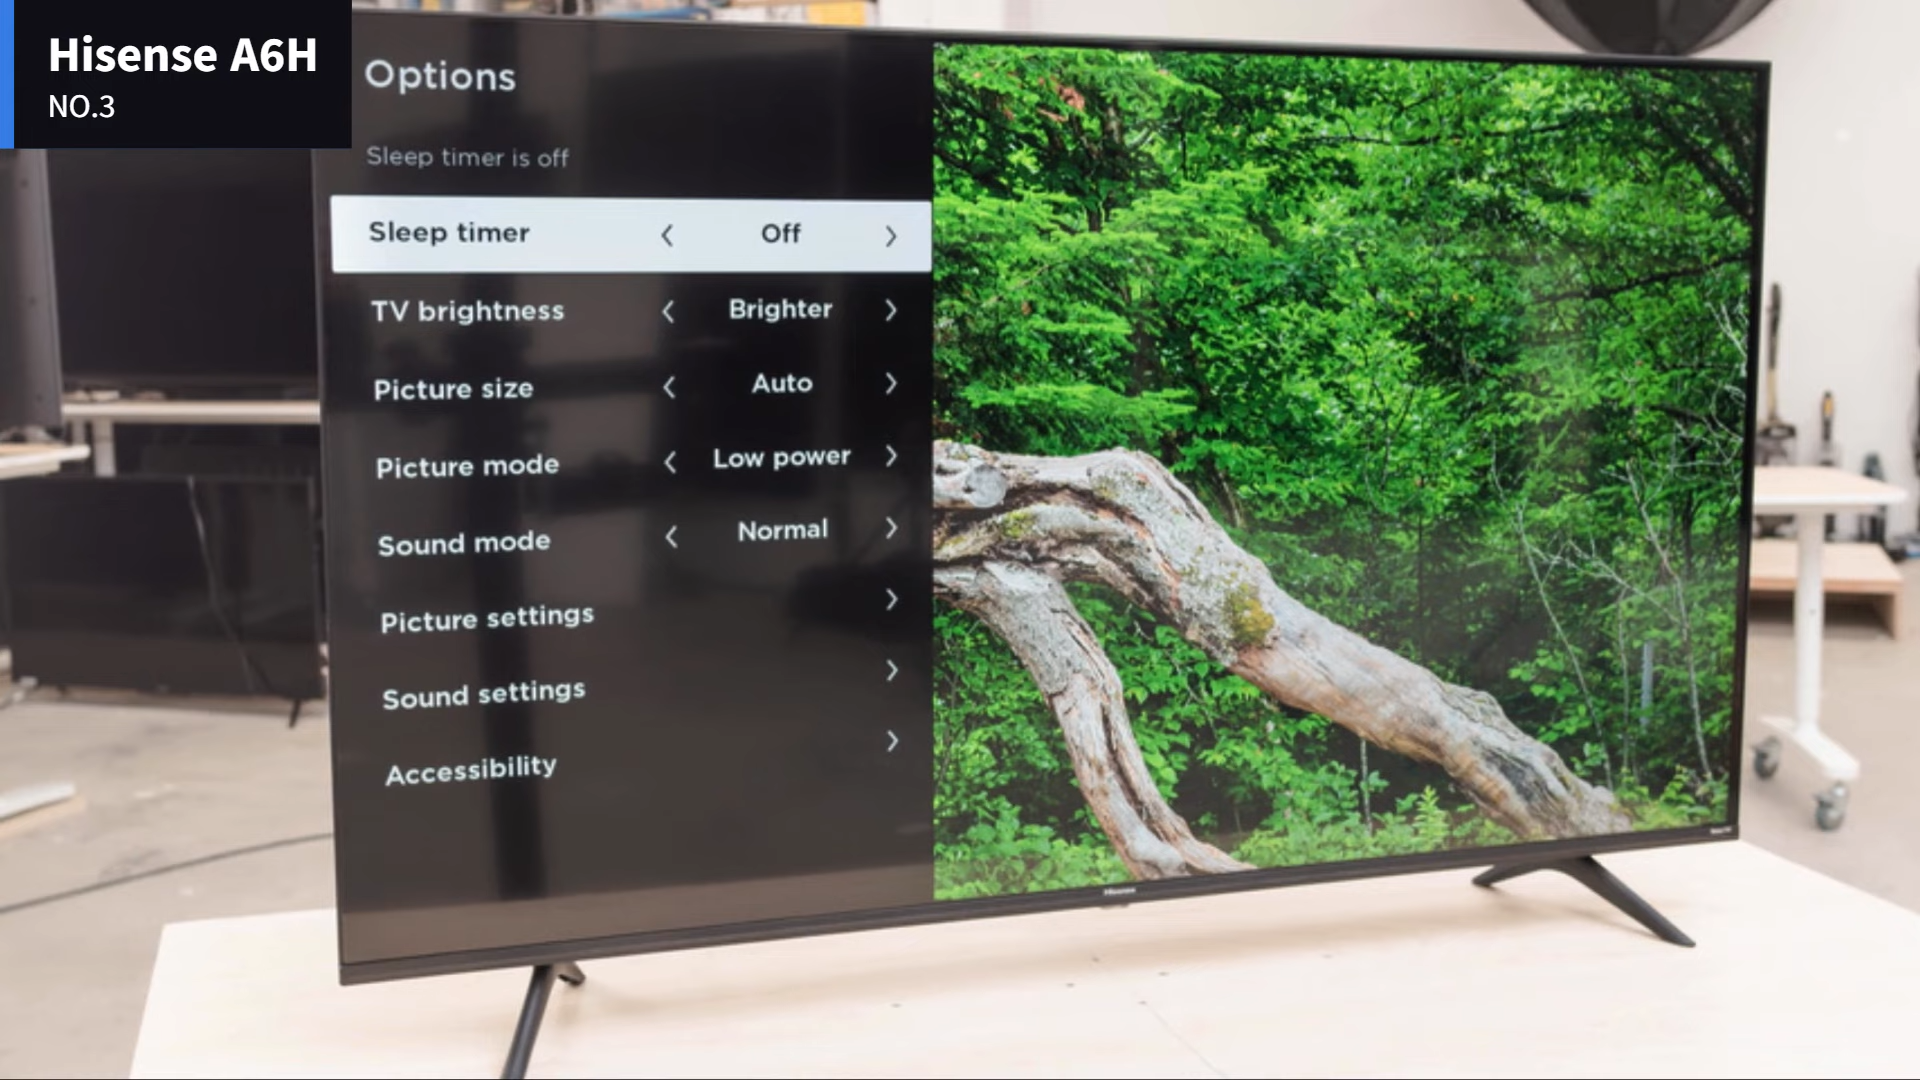 Hisense A6H
NO.3
Options
Sleep timer is off
Sleep timer < Off >
TV brightness < Brighter >
Picture size < Auto >
Picture mode < Low power >
Sound mode < Normal >
Picture settings >
Sound settings >
Accessibility >
Hisense